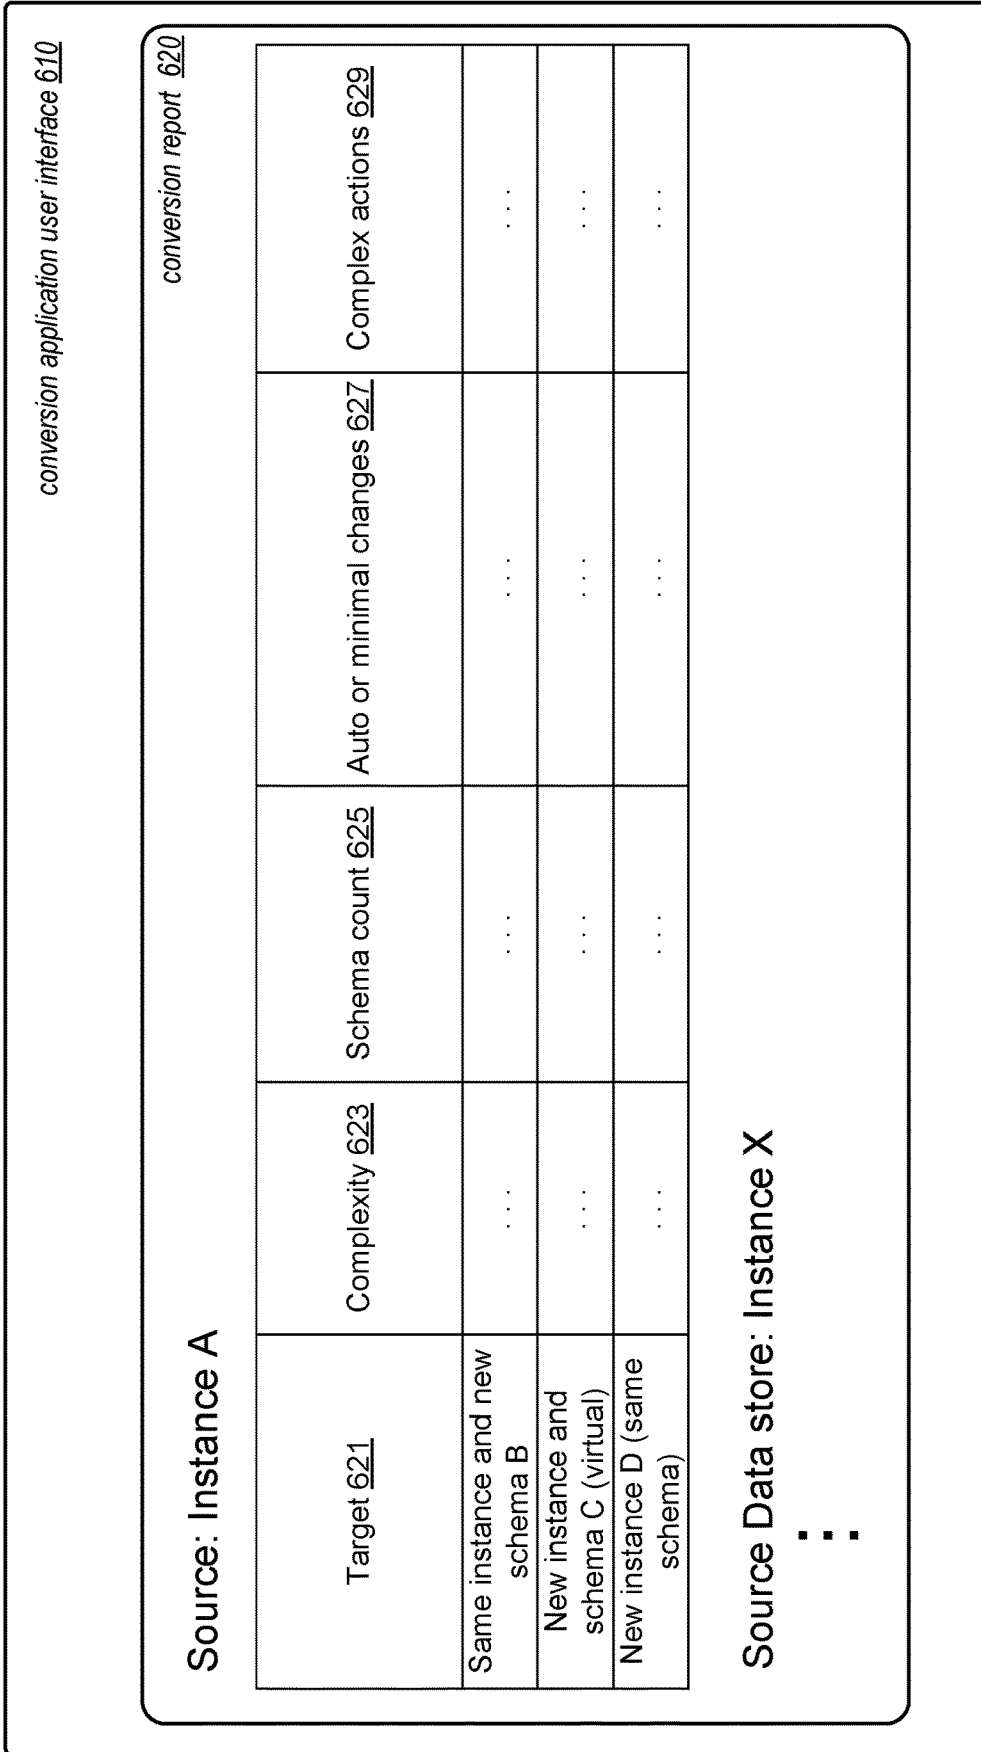 conversion application user interface 610
conversion report 620
Source: Instance A
Target 621
Complexity 623
Schema count 625
Auto or minimal changes 627
Complex actions 629
Same instance and new
schema B
. . .
. . .
. . .
. . .
New instance and
schema C (virtual)
. . .
. . .
. . .
. . .
New instance D (same
schema)
. . .
. . .
. . .
. . .
Source Data store: Instance X
...